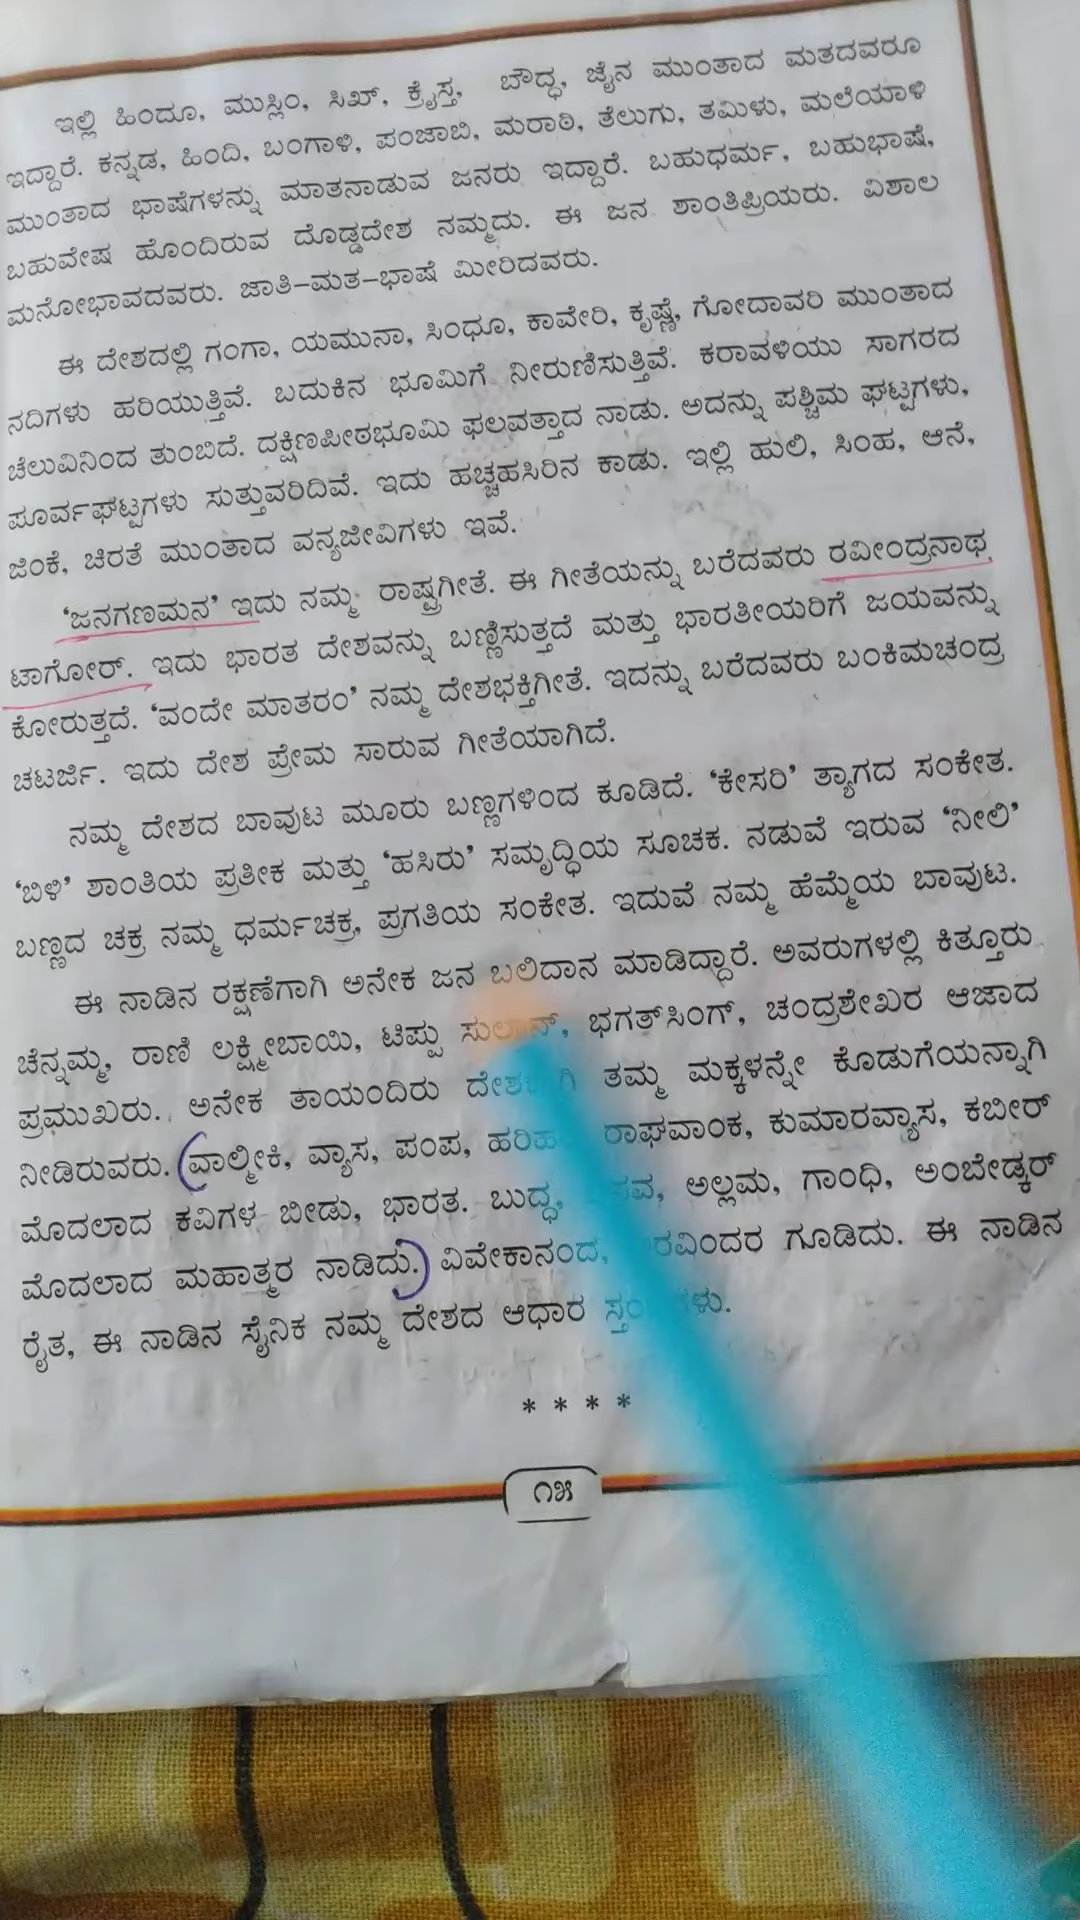 ಇಲ್ಲಿ ಹಿಂದೂ, ಮುಸ್ಲಿಂ, ಸಿಖ್, ಕ್ರೈಸ್ತ, ಬೌದ್ಧ, ಜೈನ ಮುಂತಾದ ಮತದವರೂ
ಇದ್ದಾರೆ. ಕನ್ನಡ, ಹಿಂದಿ, ಬಂಗಾಳಿ, ಪಂಜಾಬಿ, ಮರಾಠಿ, ತೆಲುಗು, ತಮಿಳು, ಮಲೆಯಾಳಿ
ಮುಂತಾದ ಭಾಷೆಗಳನ್ನು ಮಾತನಾಡುವ ಜನರು ಇದ್ದಾರೆ. ಬಹುಧರ್ಮ, ಬಹುಭಾಷೆ,
ಬಹುವೇಷ ಹೊಂದಿರುವ ದೊಡ್ಡದೇಶ ನಮ್ಮದು. ಈ ಜನ ಶಾಂತಿಪ್ರಿಯರು. ವಿಶಾಲ
ಮನೋಭಾವದವರು. ಜಾತಿ-ಮತ-ಭಾಷೆ ಮೀರಿದವರು.
ಈ ದೇಶದಲ್ಲಿ ಗಂಗಾ, ಯಮುನಾ, ಸಿಂಧೂ, ಕಾವೇರಿ, ಕೃಷ್ಣೆ, ಗೋದಾವರಿ ಮುಂತಾದ
ನದಿಗಳು ಹರಿಯುತ್ತಿವೆ. ಬದುಕಿನ ಭೂಮಿಗೆ ನೀರುಣಿಸುತ್ತಿವೆ. ಕರಾವಳಿಯು ಸಾಗರದ
ಚೆಲುವಿನಿಂದ ತುಂಬಿದೆ. ದಕ್ಷಿಣಪೀಠಭೂಮಿ ಫಲವತ್ತಾದ ನಾಡು. ಅದನ್ನು ಪಶ್ಚಿಮ ಘಟ್ಟಗಳು,
ಪೂರ್ವಘಟ್ಟಗಳು ಸುತ್ತುವರಿದಿವೆ. ಇದು ಹಚ್ಚಹಸಿರಿನ ಕಾಡು. ಇಲ್ಲಿ ಹುಲಿ, ಸಿಂಹ, ಆನೆ,
ಜಿಂಕೆ, ಚಿರತೆ ಮುಂತಾದ ವನ್ಯಜೀವಿಗಳು ಇವೆ.
'ಜನಗಣಮನ' ಇದು ನಮ್ಮ ರಾಷ್ಟ್ರಗೀತೆ. ಈ ಗೀತೆಯನ್ನು ಬರೆದವರು ರವೀಂದ್ರನಾಥ
ಟಾಗೋರ್. ಇದು ಭಾರತ ದೇಶವನ್ನು ಬಣ್ಣಿಸುತ್ತದೆ ಮತ್ತು ಭಾರತೀಯರಿಗೆ ಜಯವನ್ನು
ಕೋರುತ್ತದೆ. 'ವಂದೇ ಮಾತರಂ' ನಮ್ಮ ದೇಶಭಕ್ತಿಗೀತೆ. ಇದನ್ನು ಬರೆದವರು ಬಂಕಿಮಚಂದ್ರ
ಚಟರ್ಜಿ. ಇದು ದೇಶ ಪ್ರೇಮ ಸಾರುವ ಗೀತೆಯಾಗಿದೆ.
ನಮ್ಮ ದೇಶದ ಬಾವುಟ ಮೂರು ಬಣ್ಣಗಳಿಂದ ಕೂಡಿದೆ. 'ಕೇಸರಿ' ತ್ಯಾಗದ ಸಂಕೇತ.
'ಬಿಳಿ' ಶಾಂತಿಯ ಪ್ರತೀಕ ಮತ್ತು 'ಹಸಿರು' ಸಮೃದ್ಧಿಯ ಸೂಚಕ. ನಡುವೆ ಇರುವ 'ನೀಲಿ'
ಬಣ್ಣದ ಚಕ್ರ ನಮ್ಮ ಧರ್ಮಚಕ್ರ, ಪ್ರಗತಿಯ ಸಂಕೇತ. ಇದುವೆ ನಮ್ಮ ಹೆಮ್ಮೆಯ ಬಾವುಟ.
ಈ ನಾಡಿನ ರಕ್ಷಣೆಗಾಗಿ ಅನೇಕ ಜನ ಬಲಿದಾನ ಮಾಡಿದ್ದಾರೆ. ಅವರುಗಳಲ್ಲಿ ಕಿತ್ತೂರು
ಚೆನ್ನಮ್ಮ, ರಾಣಿ ಲಕ್ಷ್ಮೀಬಾಯಿ, ಟಿಪ್ಪು ಭಗತ್‌ಸಿಂಗ್, ಚಂದ್ರಶೇಖರ ಆಜಾದ
ಪ್ರಮುಖರು. ಅನೇಕ ತಾಯಂದಿರು ತಮ್ಮ ಮಕ್ಕಳನ್ನೇ ಕೊಡುಗೆಯನ್ನಾಗಿ
ನೀಡಿರುವರು. (ವಾಲ್ಮೀಕಿ, ವ್ಯಾಸ, ಪಂಪ, ರಾಘವಾಂಕ, ಕುಮಾರವ್ಯಾಸ, ಕಬೀರ್
ಮೊದಲಾದ ಕವಿಗಳ ಬೀಡು, ಭಾರತ. ಬುದ್ಧ, ಅಲ್ಲಮ, ಗಾಂಧಿ, ಅಂಬೇಡ್ಕರ್
ಮೊದಲಾದ ಮಹಾತ್ಮರ ನಾಡಿದು.) ವಿವೇಕಾನಂದ, ಗೂಡಿದು. ಈ ನಾಡಿನ
ರೈತ, ಈ ನಾಡಿನ ಸೈನಿಕ ನಮ್ಮ ದೇಶದ ಆಧಾರ
* * * *
೧೫